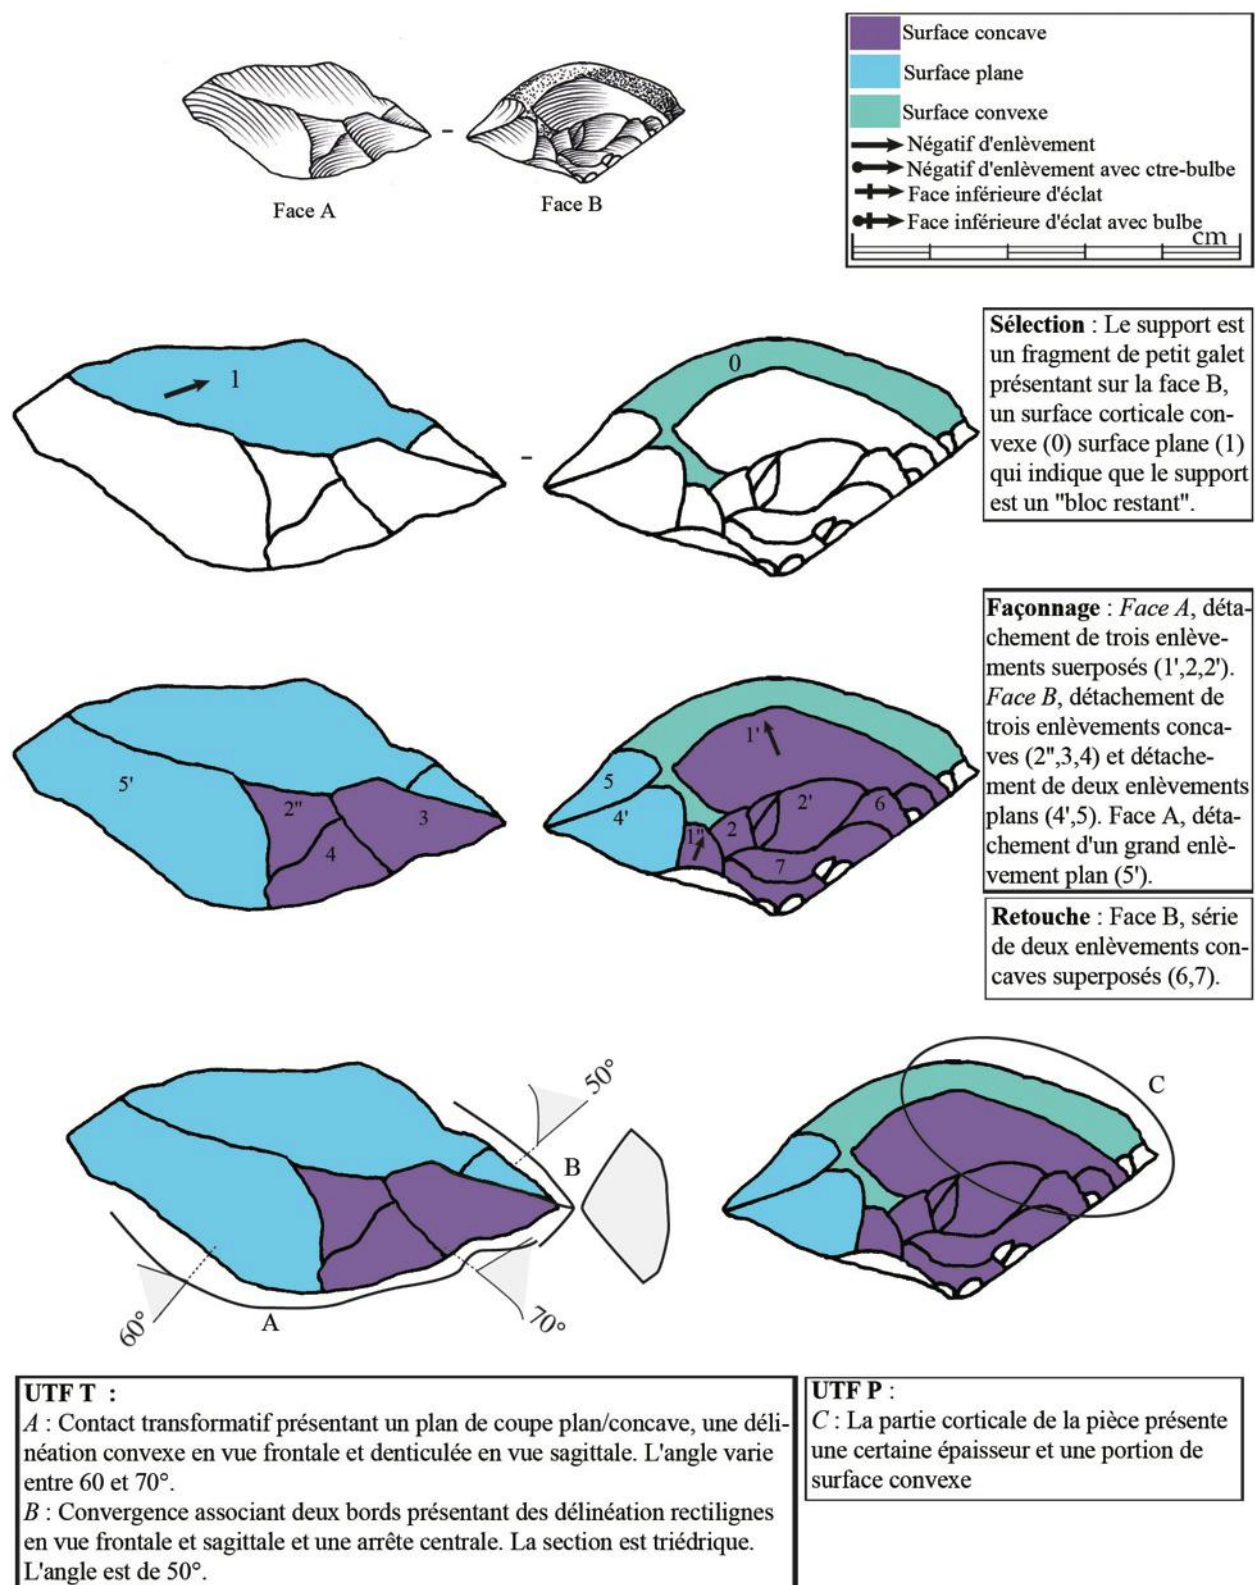 Surface concave
Surface plane
Surface convexe
Négatif d'enlèvement
Négatif d'enlèvement avec ctre-bulbe
Face inférieure d'éclat
Face inférieure d'éclat avec bulbe
cm
Face A
-
Face B
Sélection : Le support est
un fragment de petit galet
présentant sur la face B,
un surface corticale con-
vexe (0) surface plane (1)
qui indique que le support
est un "bloc restant".
1
-
0
Façonnage : Face A, déta-
chement de trois enlève-
ments suerposés (1',2,2').
Face B, détachement de
trois enlèvements conca-
ves (2",3,4) et détache-
ment de deux enlèvements
plans (4',5). Face A, déta-
chement d'un grand enlè-
vement plan (5').
5'
2"
3
4
1'
5
4'
1"
2
2'
6
7
Retouche : Face B, série
de deux enlèvements con-
caves superposés (6,7).
50°
B
60°
A
70°
C
UTF T :
A : Contact transformatif présentant un plan de coupe plan/concave, une déli-
néation convexe en vue frontale et denticulée en vue sagittale. L'angle varie
entre 60 et 70°.
B : Convergence associant deux bords présentant des délinéation rectilignes
en vue frontale et sagittale et une arrête centrale. La section est triédrique.
L'angle est de 50°.
UTF P :
C : La partie corticale de la pièce présente
une certaine épaisseur et une portion de
surface convexe